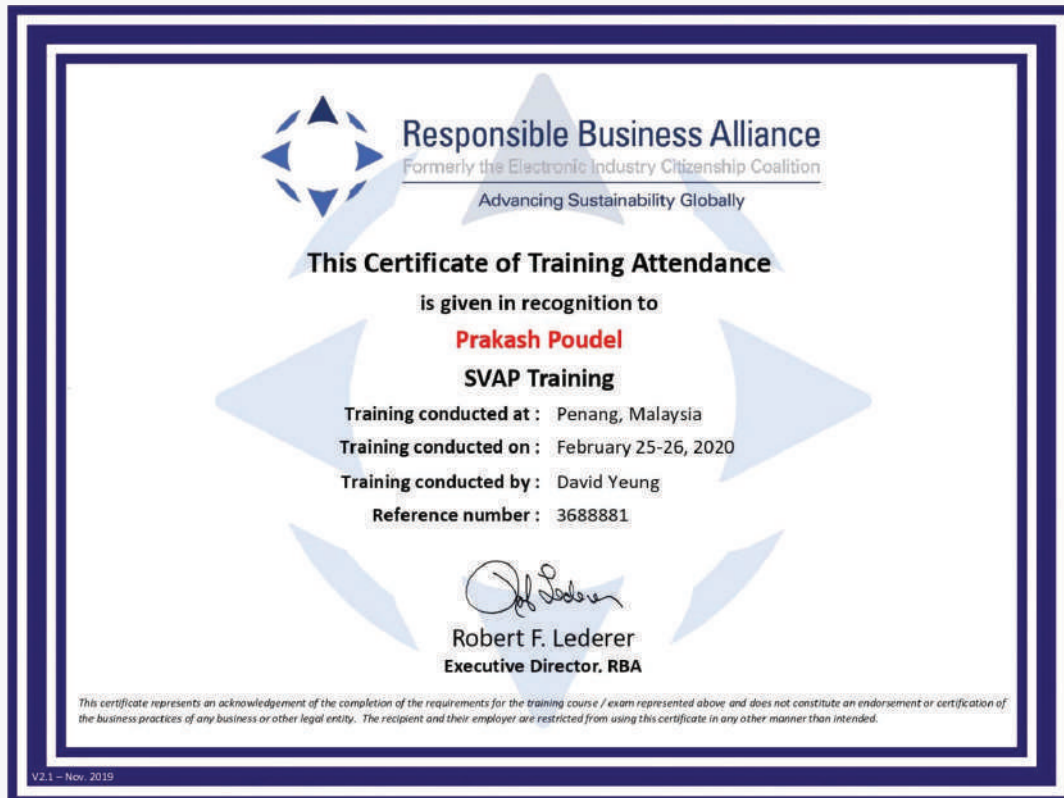 Responsible Business Alliance
Formerly the Electronic Industry Citizenship Coalition
Advancing Sustainability Globally
This Certificate of Training Attendance
is given in recognition to
Prakash Poudel
SVAP Training
Training conducted at : Penang, Malaysia
Training conducted on : February 25-26, 2020
Training conducted by : David Yeung
Reference number : 3688881
Robert F. Lederer
Executive Director, RBA
This certificate represents an acknowledgement of the completion of the requirements for the training course / exam represented above and does not constitute an endorsement or certification of
the business practices of any business or other legal entity. The recipient and their employer are restricted from using this certificate in any other manner than intended.
V2.1 – Nov. 2019